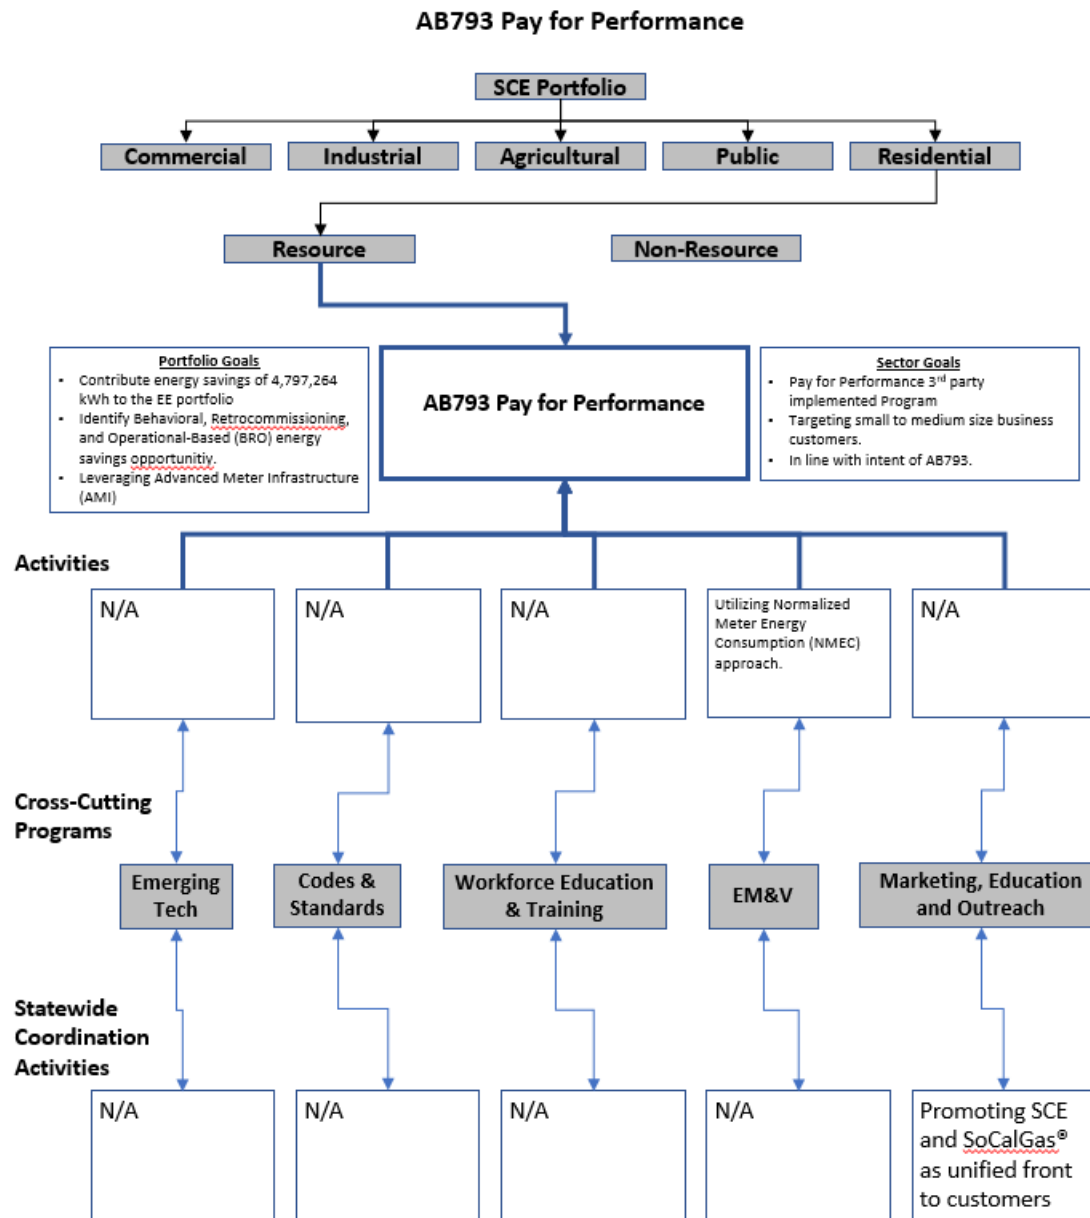 AB793 Pay for Performance
SCE Portfolio
Commercial
Industrial
Agricultural
Public
Residential
Resource
Non-Resource
Portfolio Goals
▪ Contribute energy savings of 4,797,264
kWh to the EE portfolio
▪ Identify Behavioral, Retrocommissioning,
and Operational-Based (BRO) energy
savings opportunitiy.
▪ Leveraging Advanced Meter Infrastructure
(AMI)
AB793 Pay for Performance
Sector Goals
▪ Pay for Performance 3rd party
implemented Program
▪ Targeting small to medium size business
customers.
▪ In line with intent of AB793.
Activities
N/A
N/A
N/A
Utilizing Normalized
Meter Energy
Consumption (NMEC)
approach.
N/A
Cross-Cutting
Programs
Emerging
Tech
Codes &
Standards
Workforce Education
& Training
EM&V
Marketing, Education
and Outreach
Statewide
Coordination
Activities
N/A
N/A
N/A
N/A
Promoting SCE
and SoCalGas®
as unified front
to customers